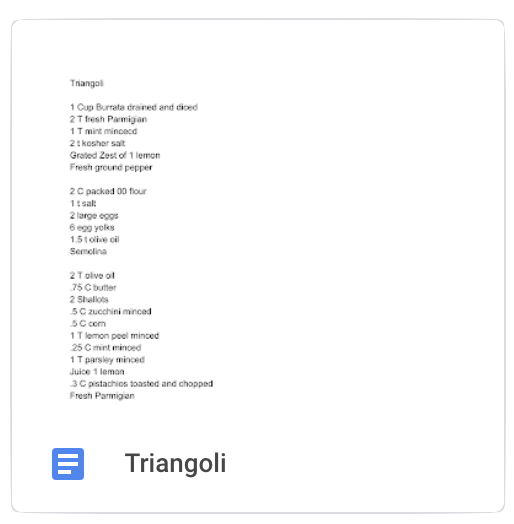 Triangoli
1 Cup Burrata drained and diced
2 T fresh Parmigian
1 T mint mincecd
2 t kosher salt
Grated Zest of 1 lemon
Fresh ground pepper
2 C packed 00 flour
1 t salt
2 large eggs
6 egg yolks
1.5 t olive oil
Semolina
2 T olive oil
.75 C butter
2 Shallots
.5 C zucchini minced
.5 C corn
1 T lemon peel minced
.25 C mint minced
1 T parsley minced
Juice 1 lemon
.3 C pistachios toasted and chopped
Fresh Parmigian
Triangoli